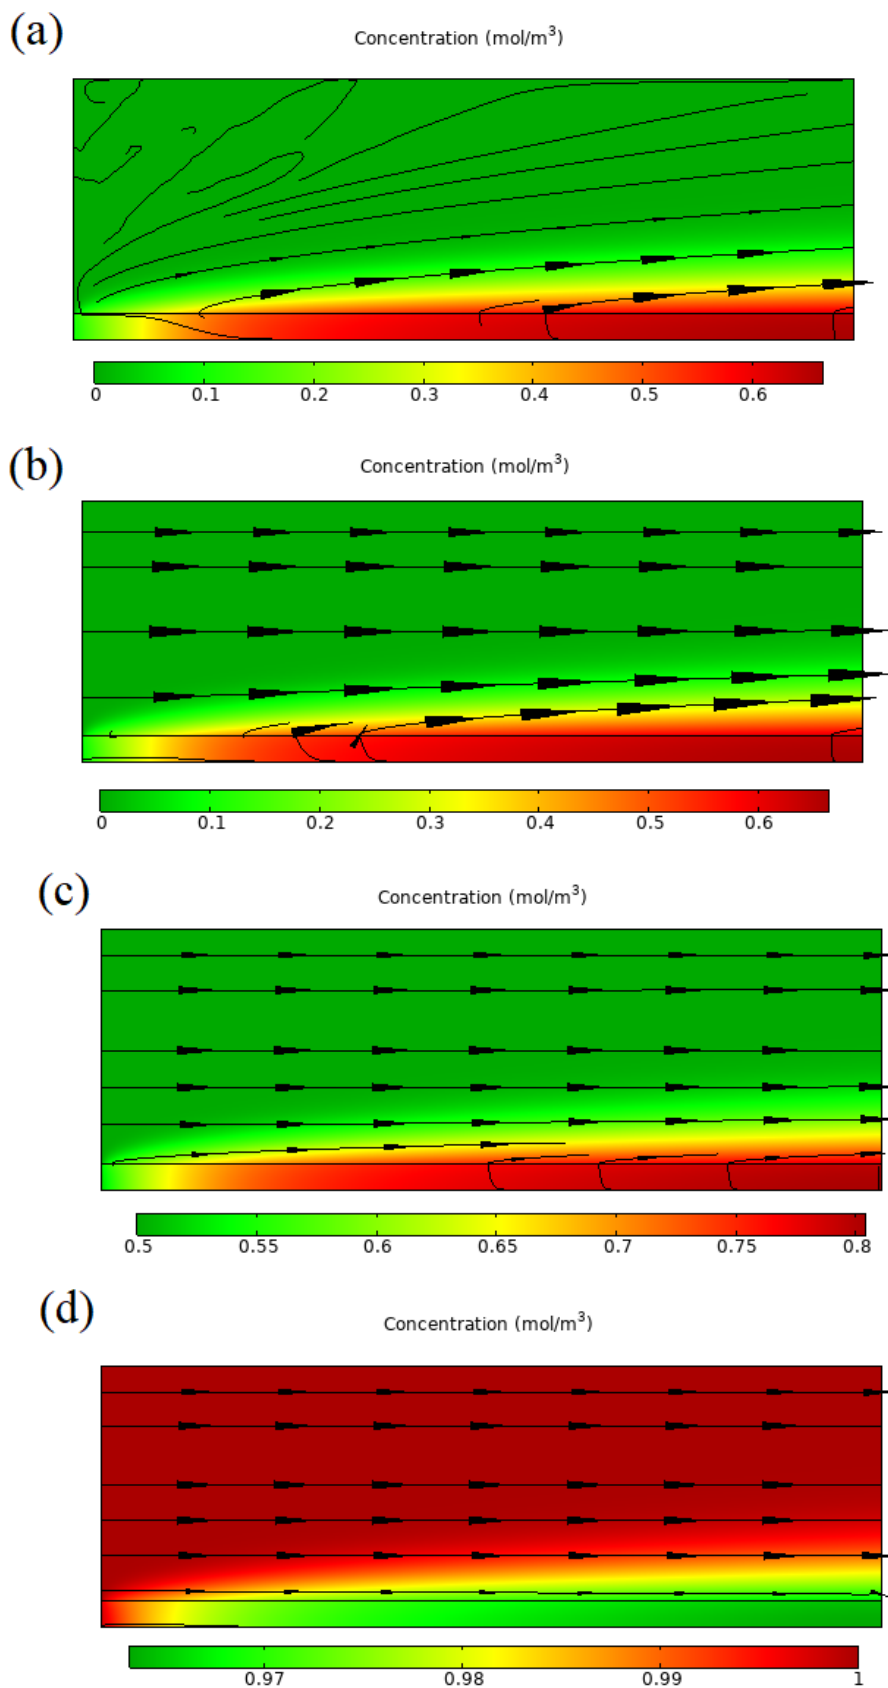 (a)
Concentration (mol/m³)
0 0.1 0.2 0.3 0.4 0.5 0.6
(b)
Concentration (mol/m³)
0 0.1 0.2 0.3 0.4 0.5 0.6
(c)
Concentration (mol/m³)
0.5 0.55 0.6 0.65 0.7 0.75 0.8
(d)
Concentration (mol/m³)
0.97 0.98 0.99 1